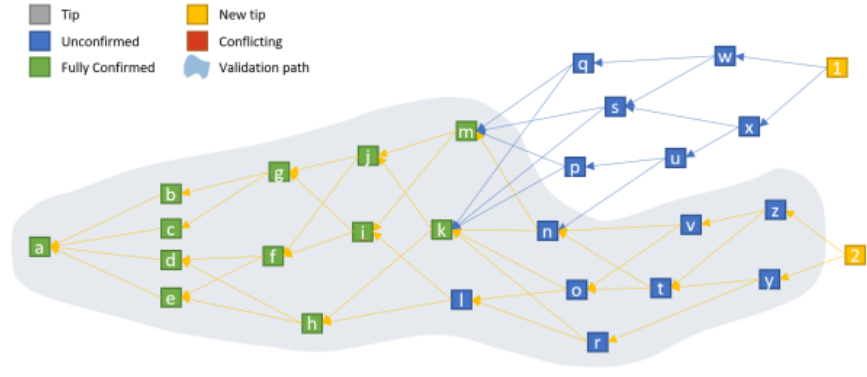 Tip
New tip
Unconfirmed
Conflicting
Fully Confirmed
Validation path
q
w
1
s
x
m
p
u
j
g
b
c
a
d
e
f
i
k
n
v
z
2
h
l
o
t
y
r